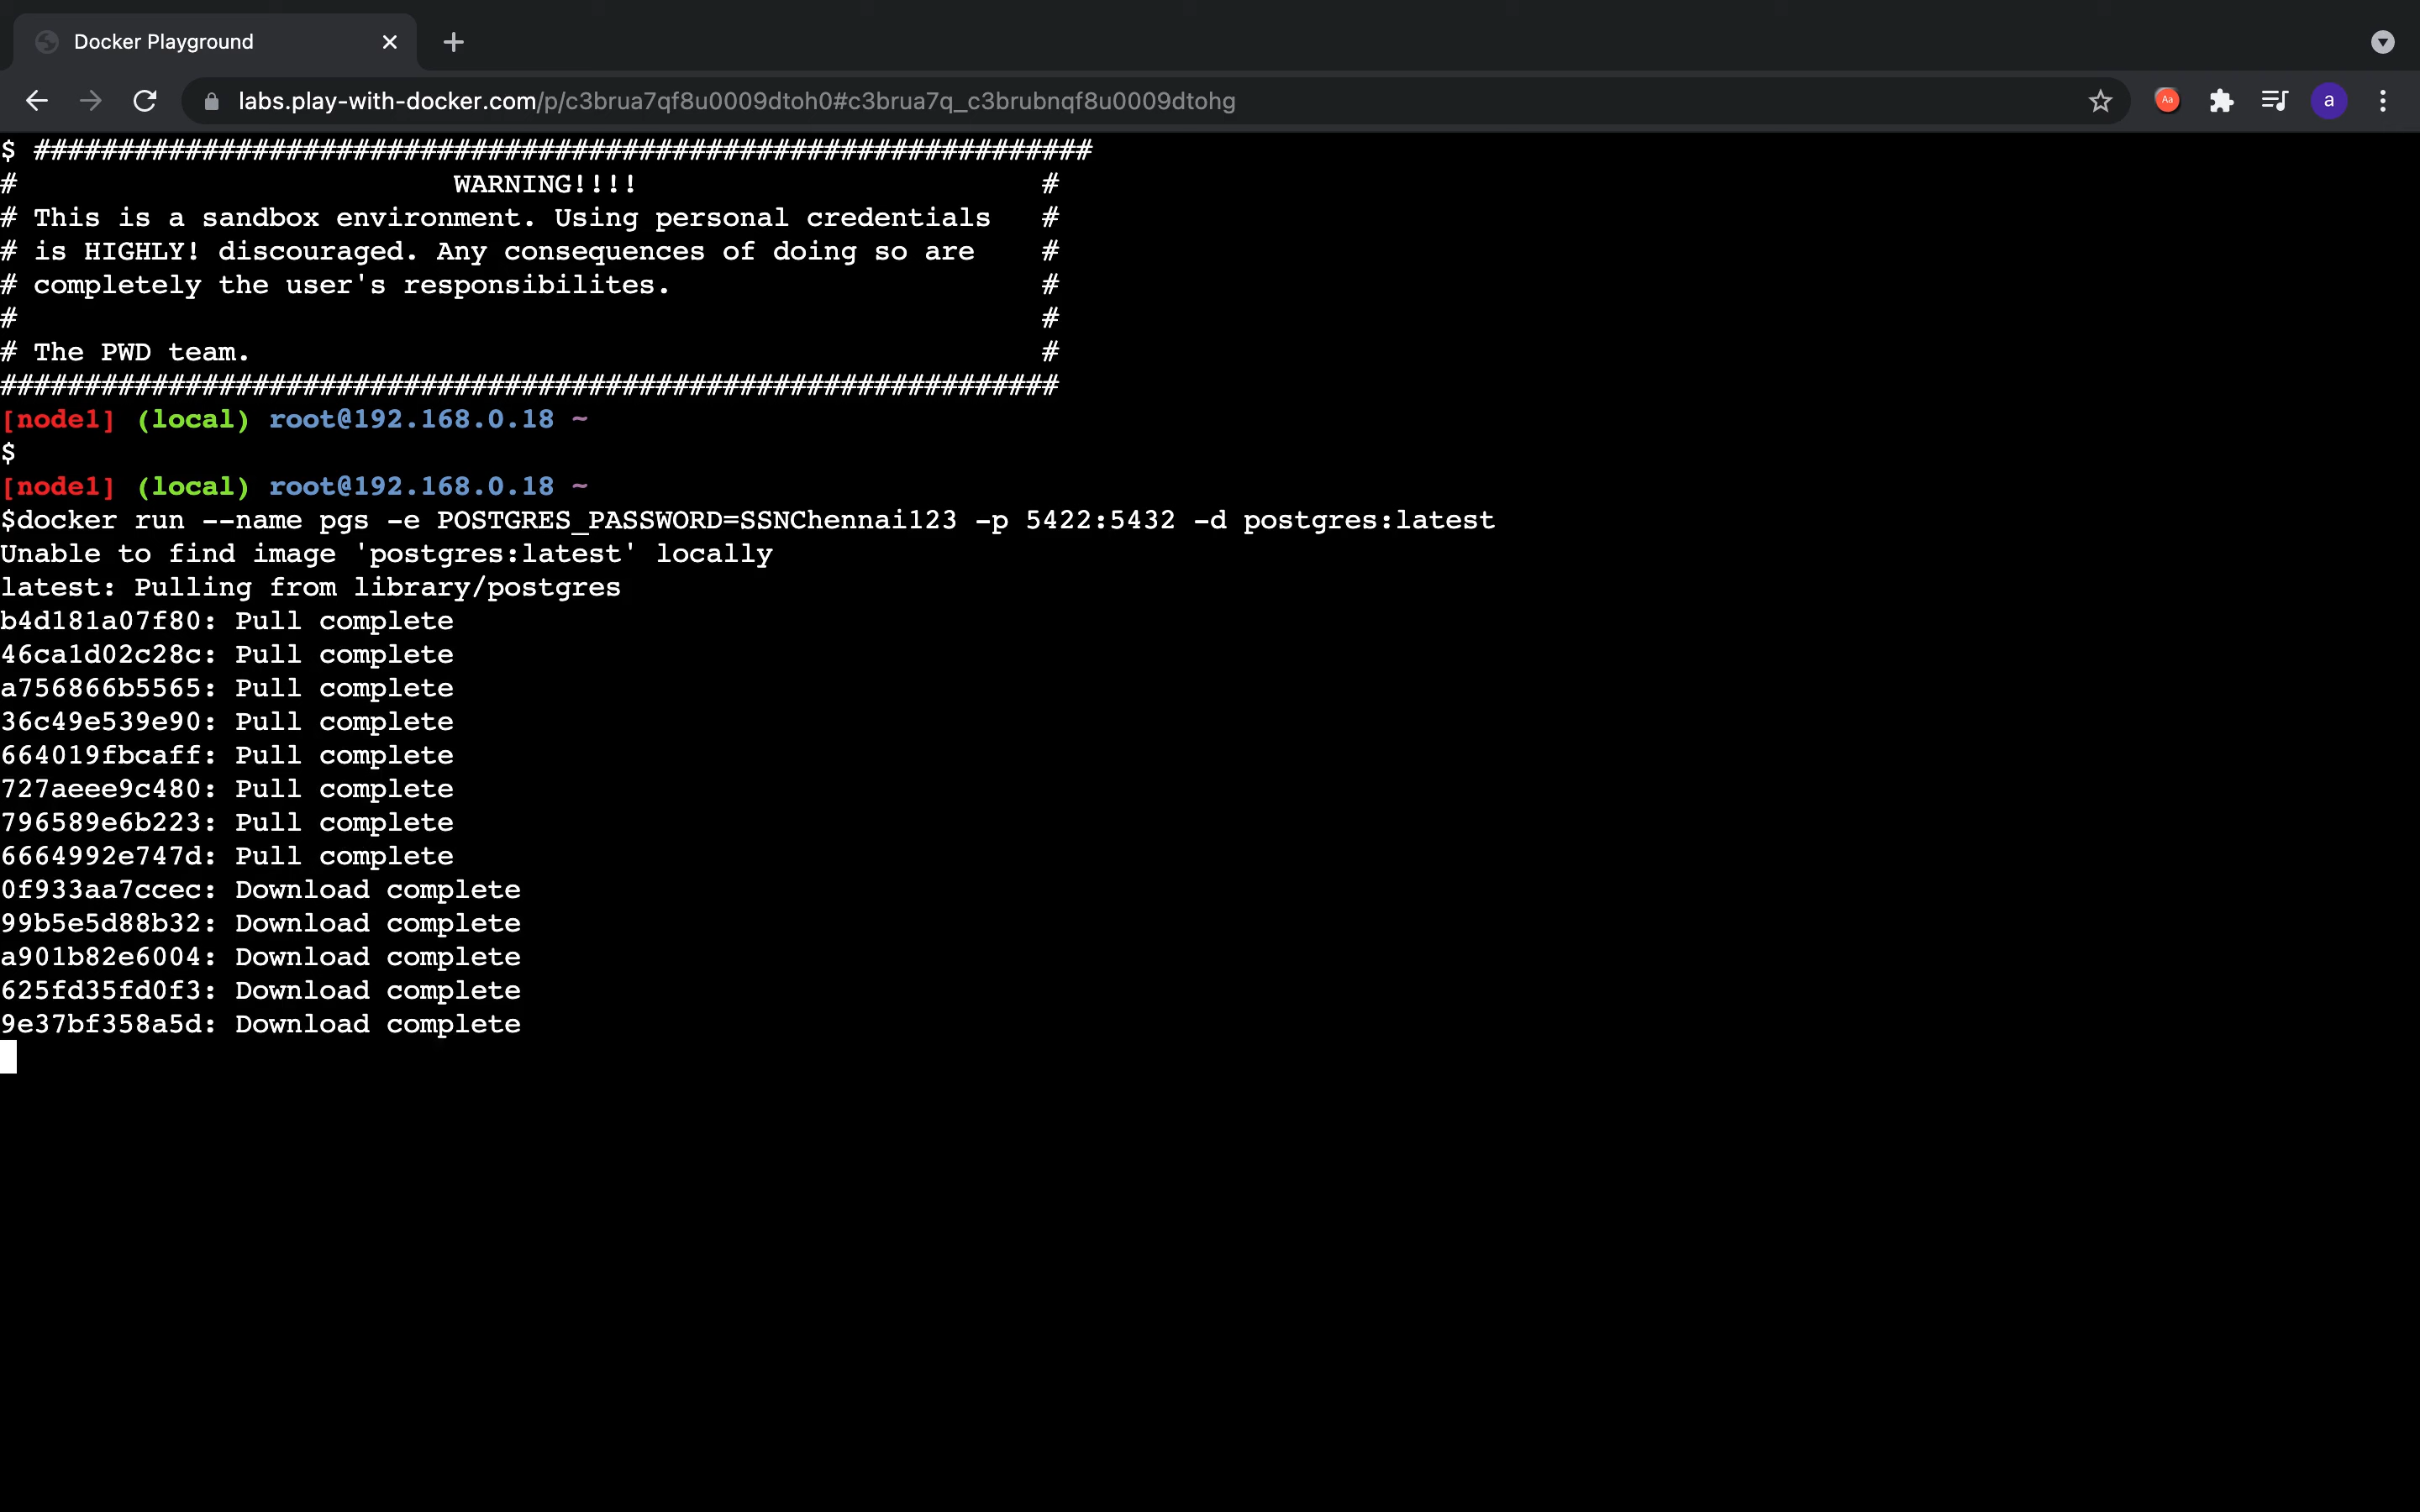 Docker Playground
labs.play-with-docker.com/p/c3brua7qf8u0009dtoh0#c3brua7q_c3brubnqf8u0009dtohg
Aa
a
$ ###############################################################
#                          WARNING!!!!                        #
# This is a sandbox environment. Using personal credentials   #
# is HIGHLY! discouraged. Any consequences of doing so are    #
# completely the user's responsibilites.                      #
#                                                             #
# The PWD team.                                               #
###############################################################
[node1] (local) root@192.168.0.18 ~
$
[node1] (local) root@192.168.0.18 ~
$docker run --name pgs -e POSTGRES_PASSWORD=SSNChennai123 -p 5422:5432 -d postgres:latest
Unable to find image 'postgres:latest' locally
latest: Pulling from library/postgres
b4d181a07f80: Pull complete
46ca1d02c28c: Pull complete
a756866b5565: Pull complete
36c49e539e90: Pull complete
664019fbcaff: Pull complete
727aeee9c480: Pull complete
796589e6b223: Pull complete
6664992e747d: Pull complete
0f933aa7ccec: Download complete
99b5e5d88b32: Download complete
a901b82e6004: Download complete
625fd35fd0f3: Download complete
9e37bf358a5d: Download complete